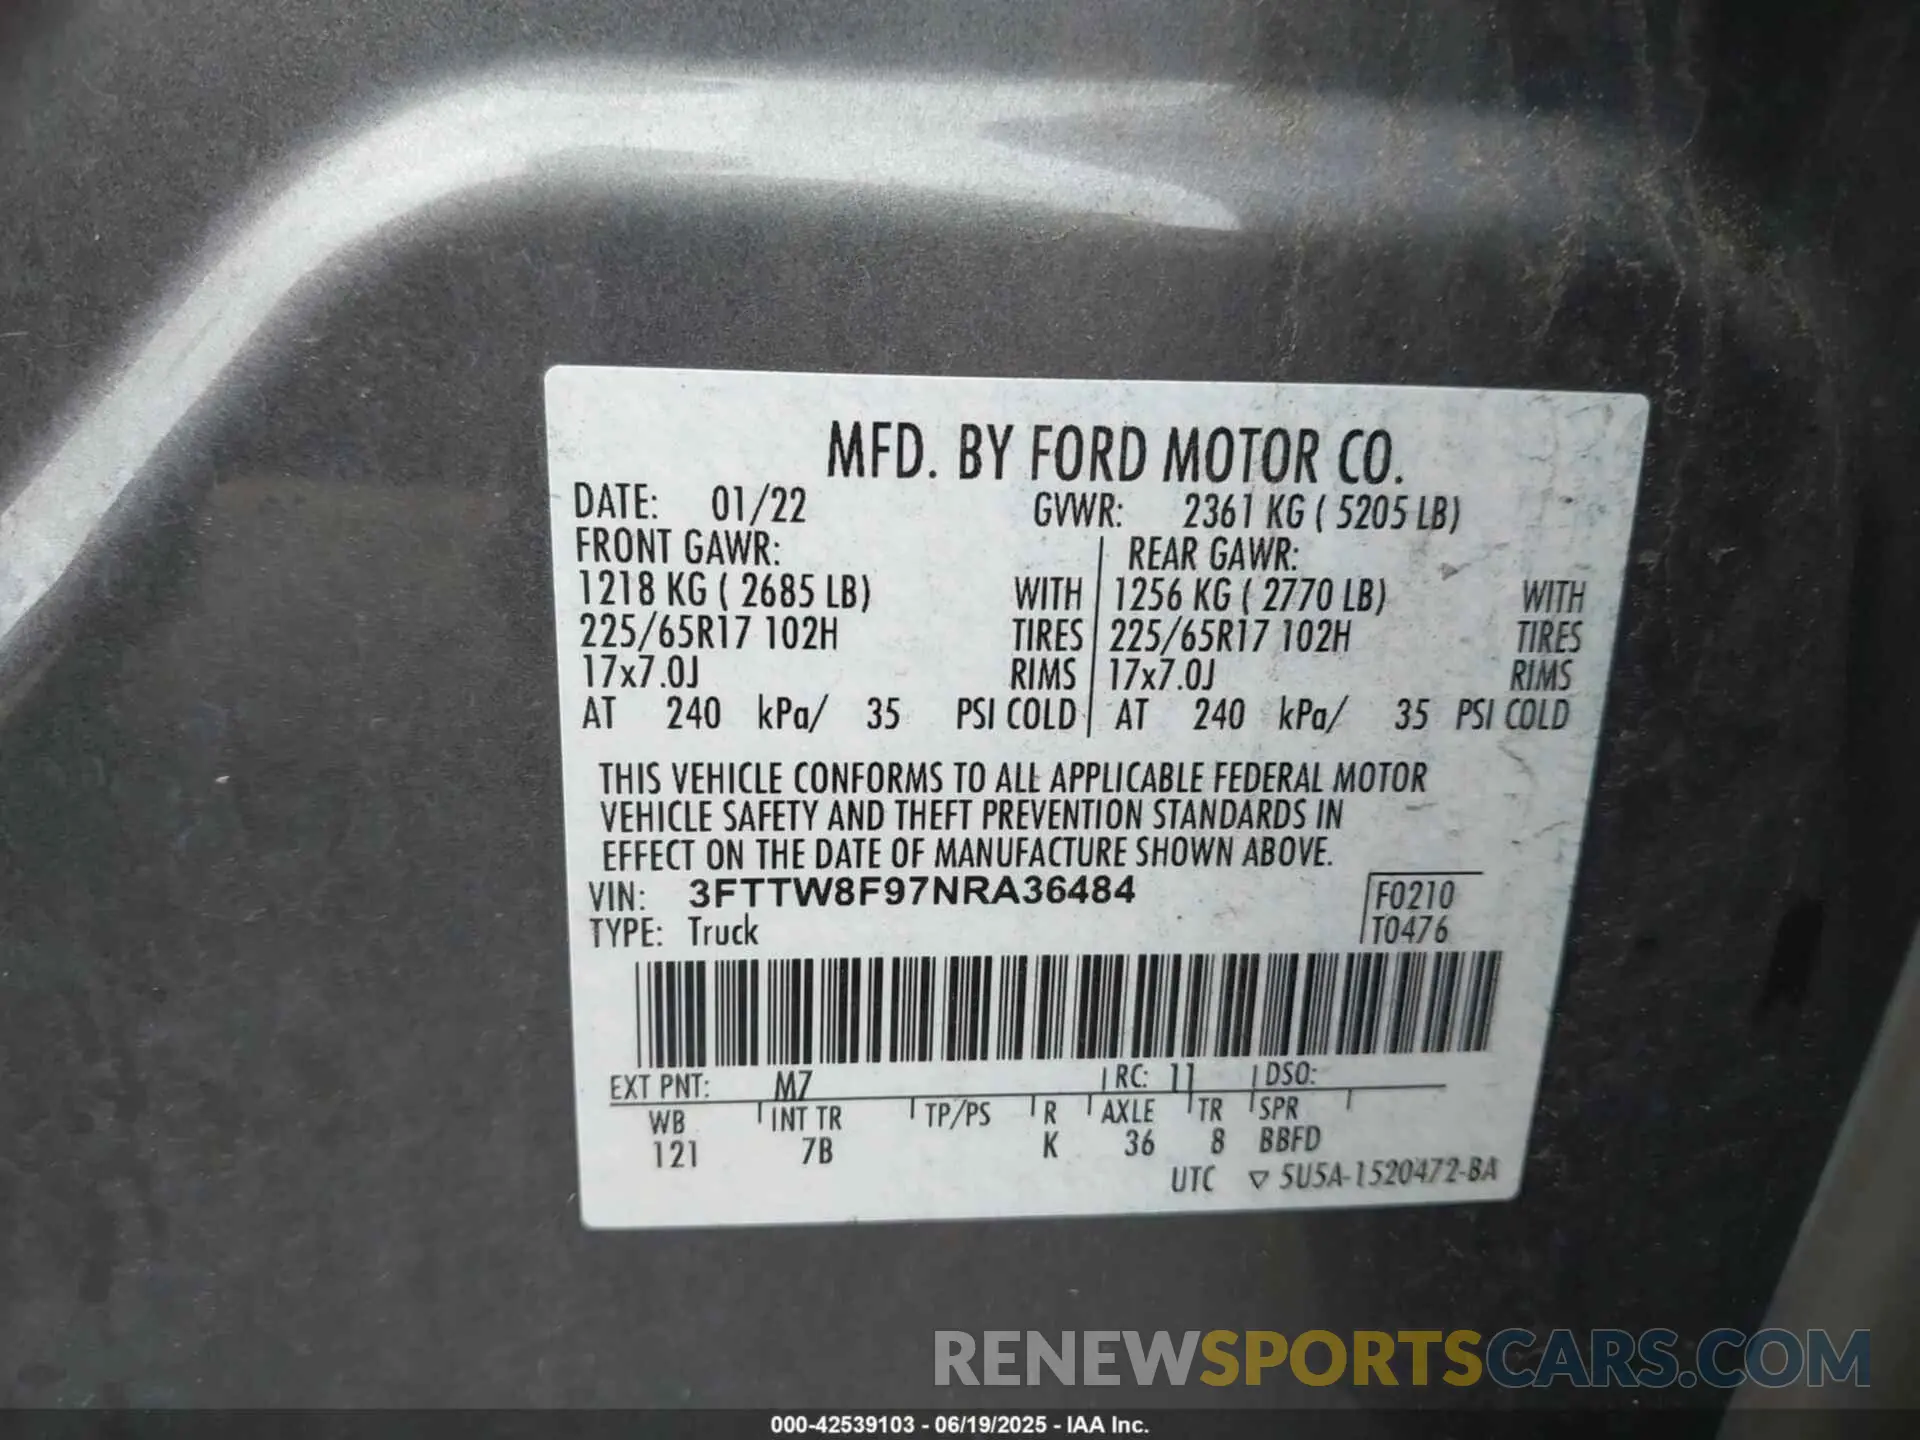 MFD. BY FORD MOTOR CO.
DATE: 01/22 GVWR: 2361 KG ( 5205 LB)
FRONT GAWR: REAR GAWR:
1218 KG ( 2685 LB) WITH 1256 KG ( 2770 LB) WITH
225/65R17 102H TIRES 225/65R17 102H TIRES
17x7.0J RIMS 17x7.0J RIMS
AT 240 kPa/ 35 PSI COLD AT 240 kPa/ 35 PSI COLD
THIS VEHICLE CONFORMS TO ALL APPLICABLE FEDERAL MOTOR
VEHICLE SAFETY AND THEFT PREVENTION STANDARDS IN
EFFECT ON THE DATE OF MANUFACTURE SHOWN ABOVE.
VIN: 3FTTW8F97NRA36484 F0210
TYPE: Truck T0476
EXT PNT: M7 RC: 11 DSO:
WB INT TR TP/PS R AXLE TR SPR
121 7B K 36 8 BBFD
UTC ▽ 5U5A-1520472-BA
RENEWSPORTSCARS.COM
000-42539103 - 06/19/2025 - IAA Inc.